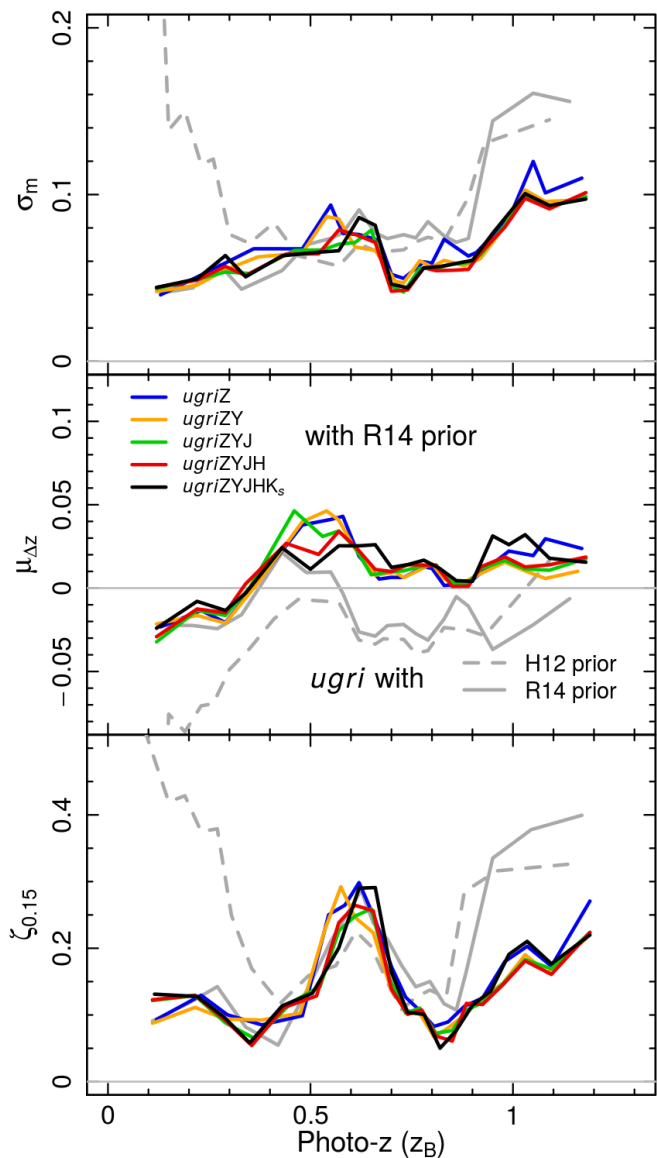 0.2
0.1
0
σm
ugriZ
ugriZY
ugriZYJ
ugriZYJH
ugriZYJHKs
with R14 prior
0.1
0.05
0
−0.05
μΔz
ugri with
H12 prior
R14 prior
0.4
0.2
0
ζ0.15
0
0.5
1
Photo-z (zB)